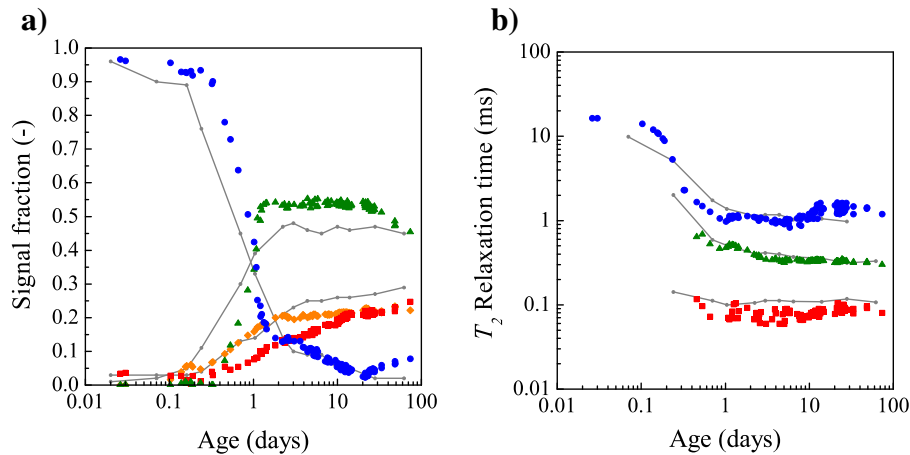 a)
1.0
0.9
0.8
0.7
0.6
0.5
0.4
0.3
0.2
0.1
0.0
Signal fraction (-)
0.01 0.1 1 10 100
Age (days)
b)
100
10
1
0.1
0.01
T2 Relaxation time (ms)
0.01 0.1 1 10 100
Age (days)